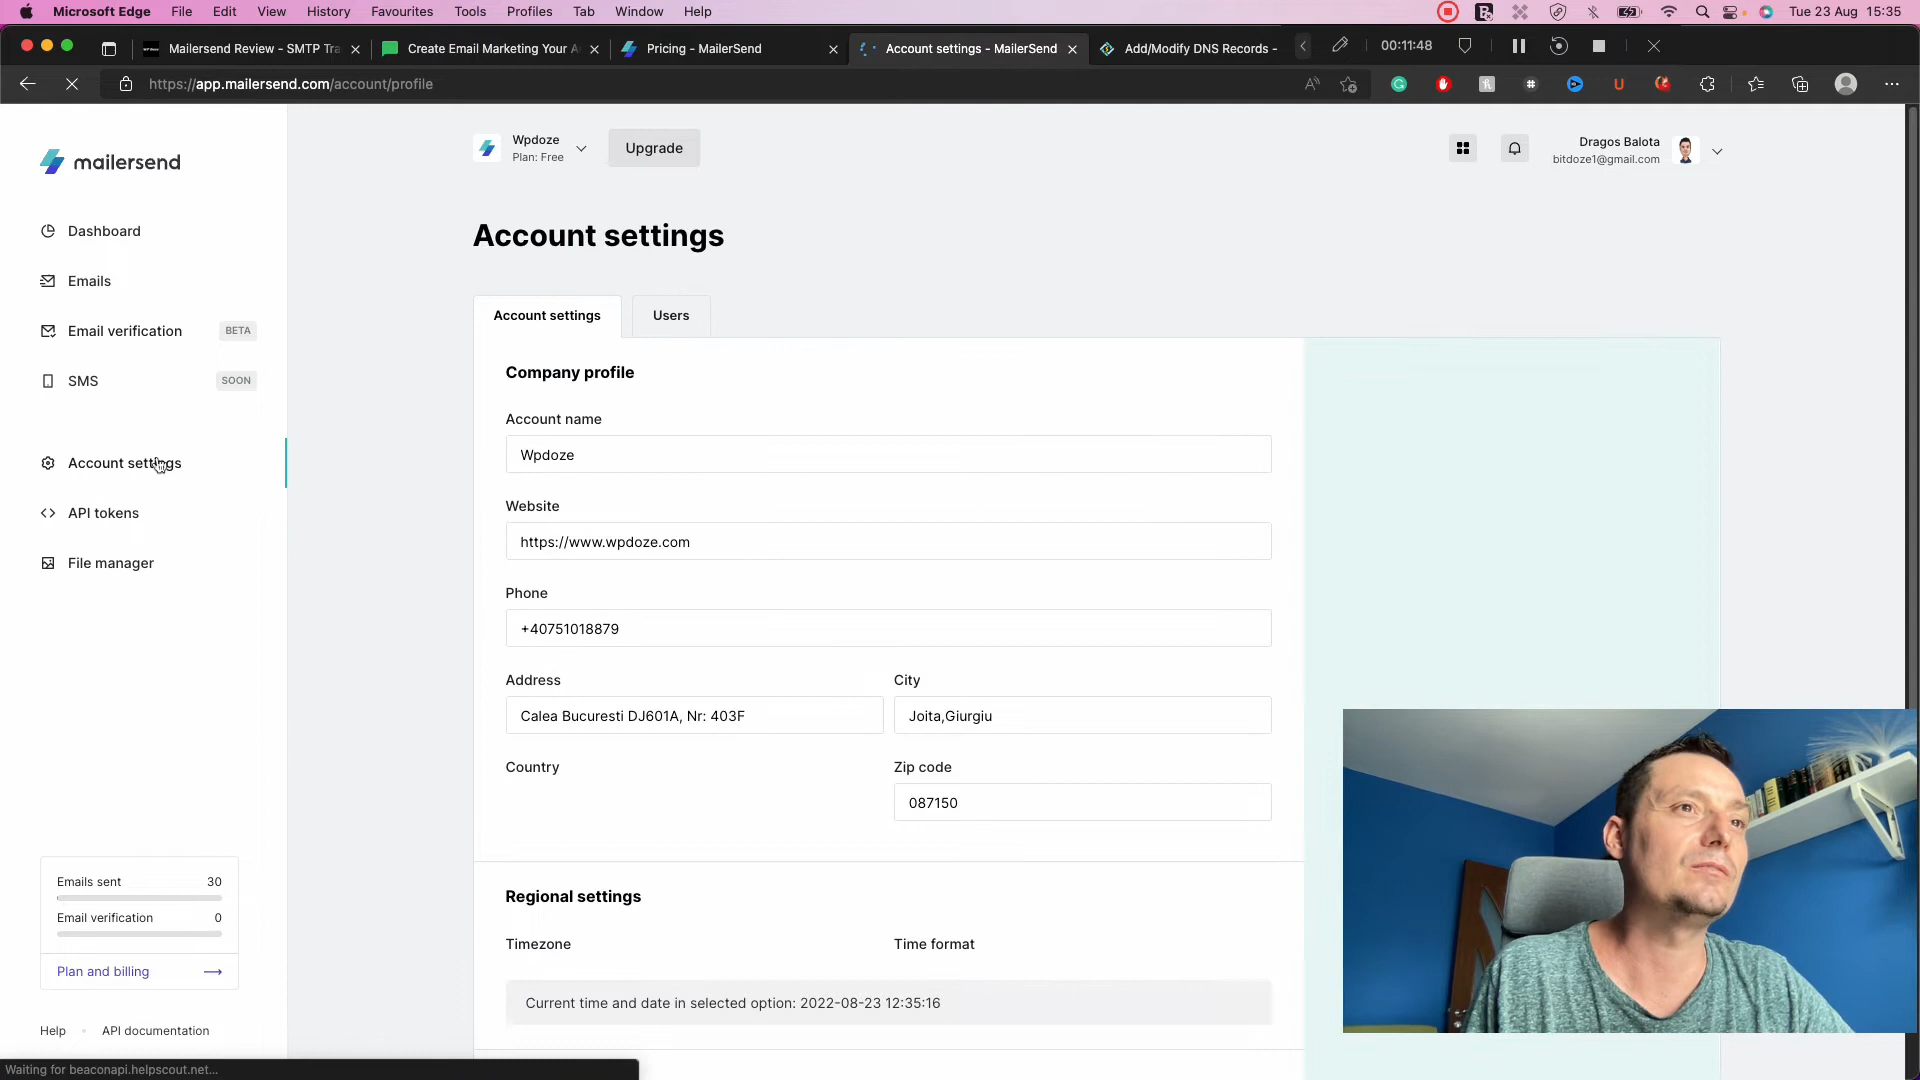 Microsoft Edge File Edit View History Favourites Tools Profiles Tab Window Help Tue 23 Aug 15:35
Mailersend Review - SMTP Tra Create Email Marketing Your A Pricing - MailerSend Account settings - MailerSend Add/Modify DNS Records - 00:11:48
https://app.mailersend.com/account/profile
mailersend
Wpdoze
Plan: Free
Upgrade
Dragos Balota
bitdoze1@gmail.com
Dashboard
Emails
Email verification BETA
SMS SOON
Account settings
API tokens
File manager
Emails sent 30
Email verification 0
Plan and billing
Help • API documentation
Waiting for beaconapi.helpscout.net...
Account settings
Account settings Users
Company profile
Account name
Wpdoze
Website
https://www.wpdoze.com
Phone
+40751018879
Address City
Calea Bucuresti DJ601A, Nr: 403F Joita,Giurgiu
Country Zip code
087150
Regional settings
Timezone Time format
Current time and date in selected option: 2022-08-23 12:35:16